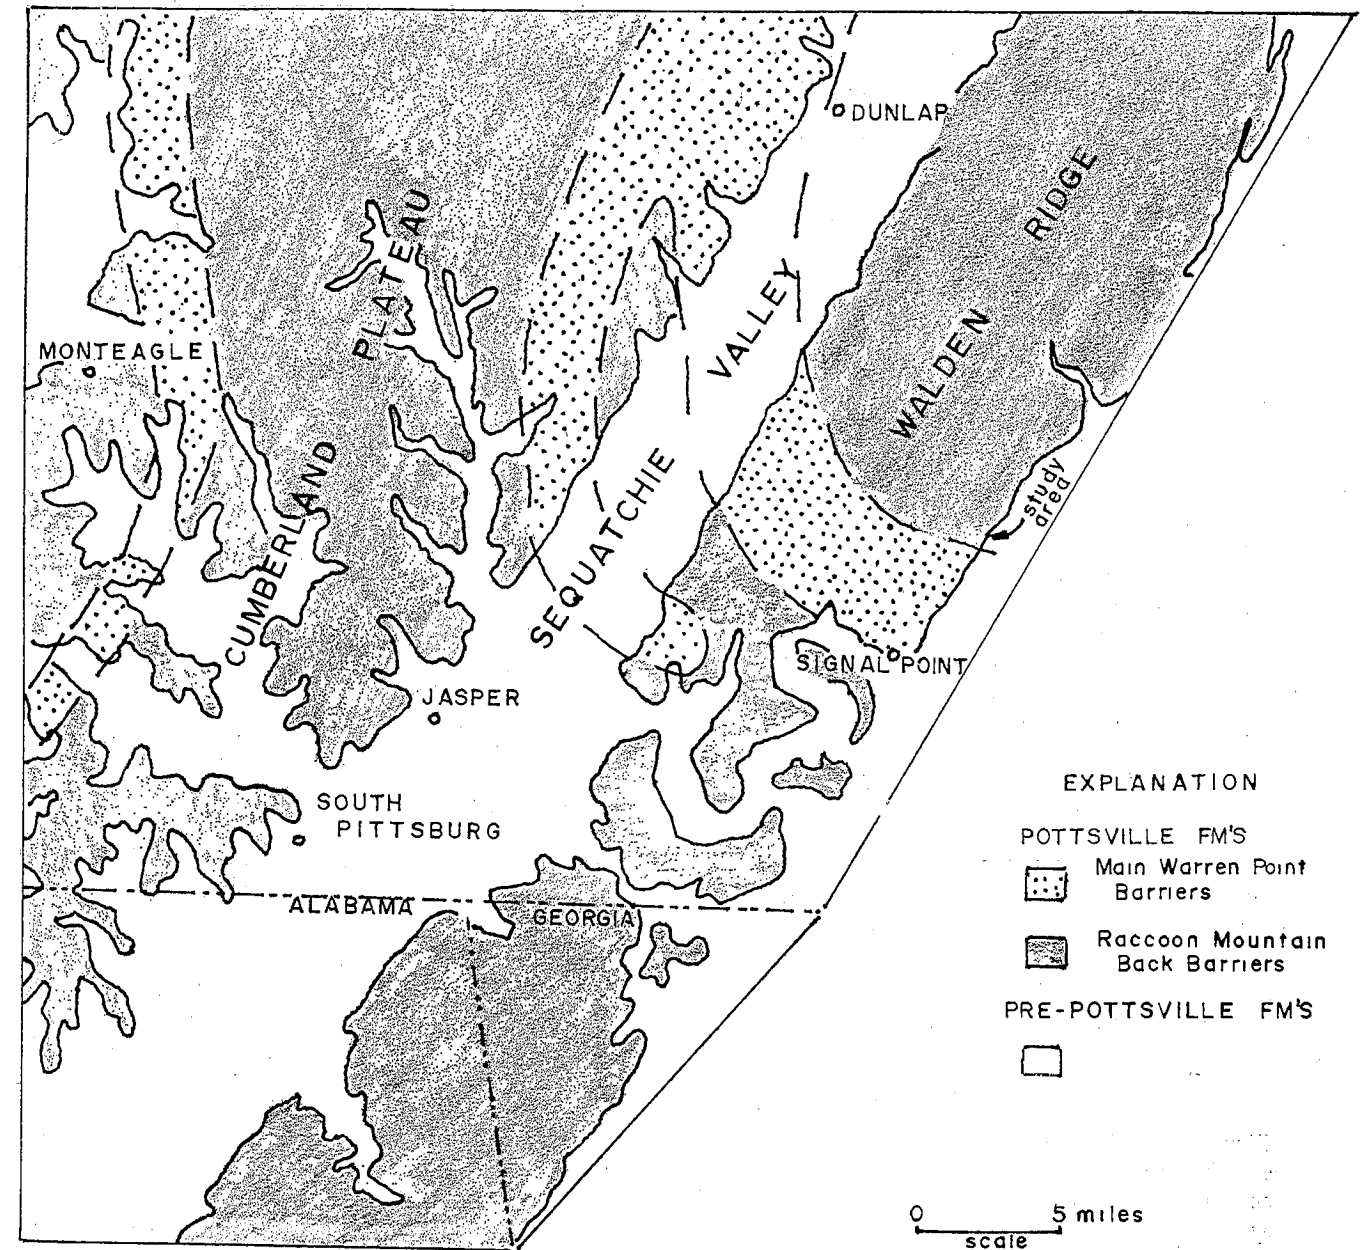 DUNLAP
PLATEAU
RIDGE
VALLEY
WALDEN
MONTEAGLE
CUMBERLAND
SEQUATCHIE
study
area
SIGNAL POINT
JASPER
SOUTH
PITTSBURG
ALABAMA
GEORGIA
EXPLANATION
POTTSVILLE FM'S
Main Warren Point
Barriers
Raccoon Mountain
Back Barriers
PRE-POTTSVILLE FM'S
0 5 miles
scale